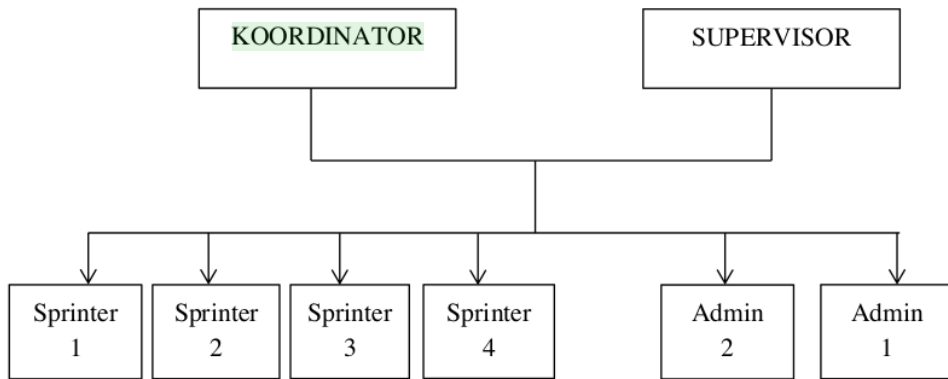 KOORDINATOR
SUPERVISOR
Sprinter
1
Sprinter
2
Sprinter
3
Sprinter
4
Admin
2
Admin
1